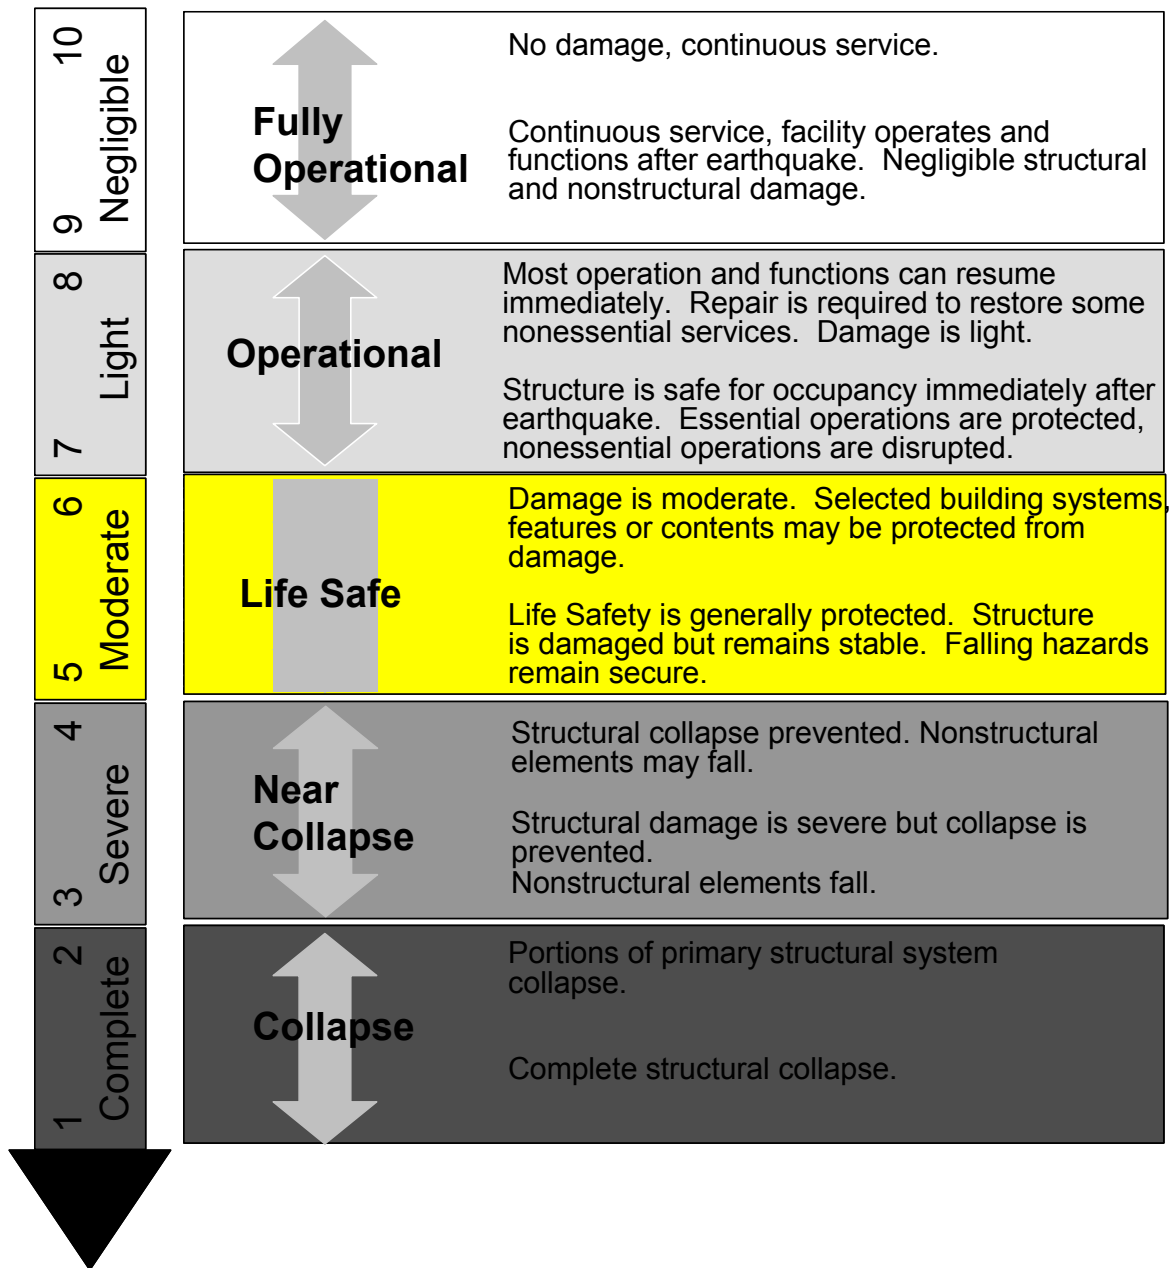 10
Negligible
9
Fully
Operational
No damage, continuous service.
Continuous service, facility operates and
functions after earthquake.  Negligible structural
and nonstructural damage.
8
Light
7
Operational
Most operation and functions can resume
immediately.  Repair is required to restore some
nonessential services.  Damage is light.
Structure is safe for occupancy immediately after
earthquake.  Essential operations are protected,
nonessential operations are disrupted.
6
Moderate
5
Life Safe
Damage is moderate.  Selected building systems,
features or contents may be protected from
damage.
Life Safety is generally protected.  Structure
is damaged but remains stable.  Falling hazards
remain secure.
4
Severe
3
Near
Collapse
Structural collapse prevented. Nonstructural
elements may fall.
Structural damage is severe but collapse is
prevented.
Nonstructural elements fall.
2
Complete
1
Collapse
Portions of primary structural system
collapse.
Complete structural collapse.